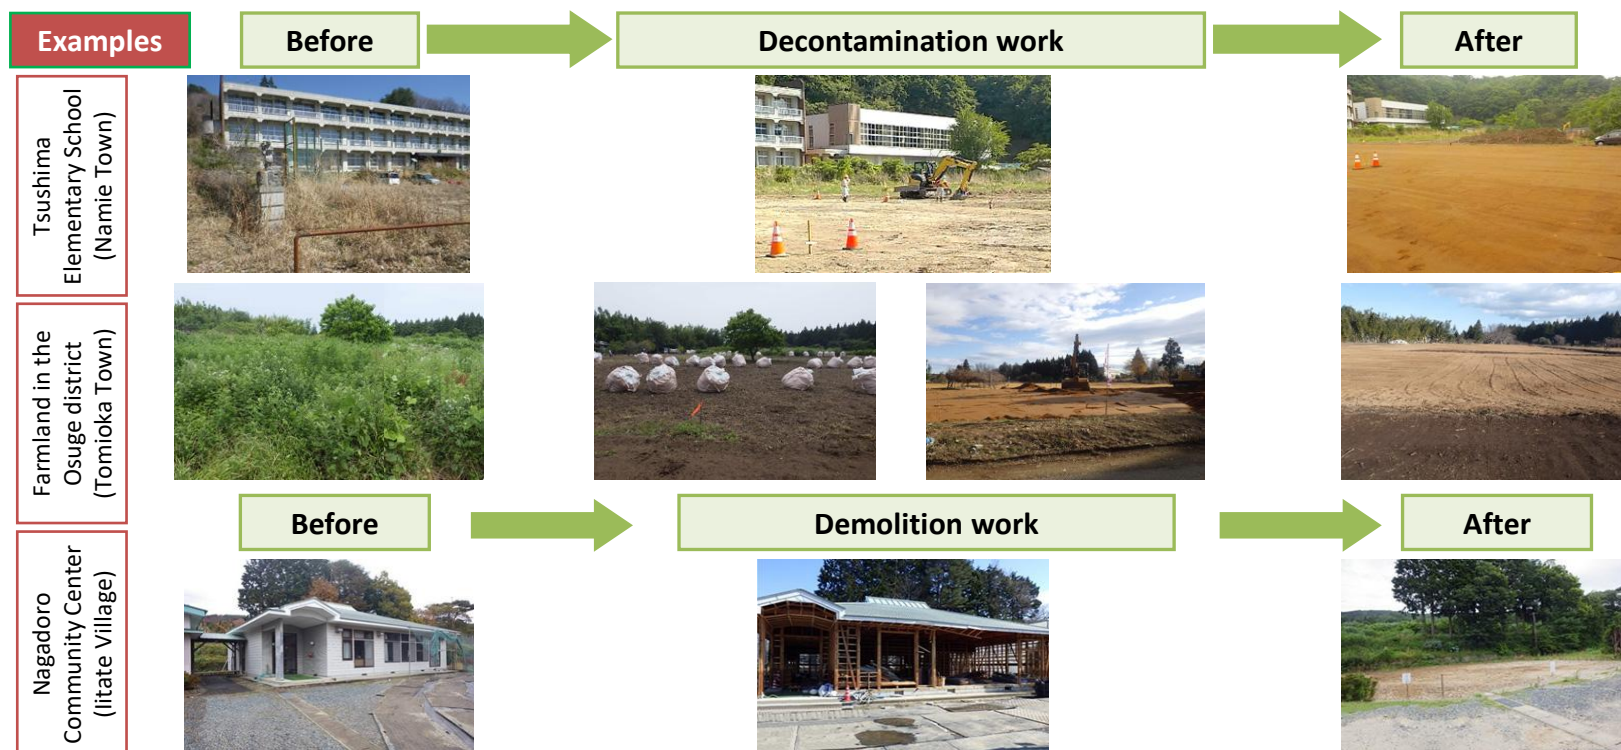 Examples
Before
Decontamination work
After
Tsushima
Elementary School
(Namie Town)
Farmland in the
Osuge district
(Tomioka Town)
Before
Demolition work
After
Nagadoro
Community Center
(Iitate Village)